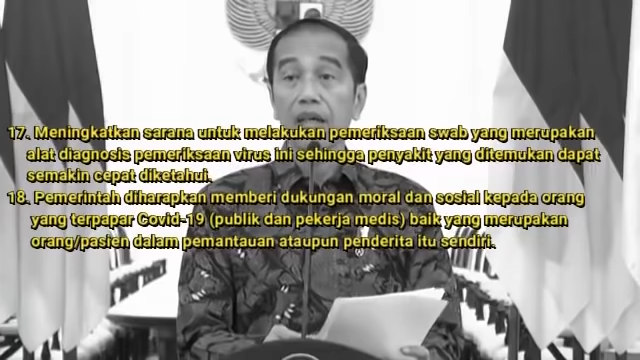 17. Meningkatkan sarana untuk melakukan pemeriksaan swab yang merupakan
alat diagnosis pemeriksaan virus ini sehingga penyakit yang ditemukan dapat
semakin cepat diketahui.
18. Pemerintah diharapkan memberi dukungan moral dan sosial kepada orang
yang terpapar Covid-19 (publik dan pekerja medis) baik yang merupakan
orang/pasien dalam pemantauan ataupun penderita itu sendiri.